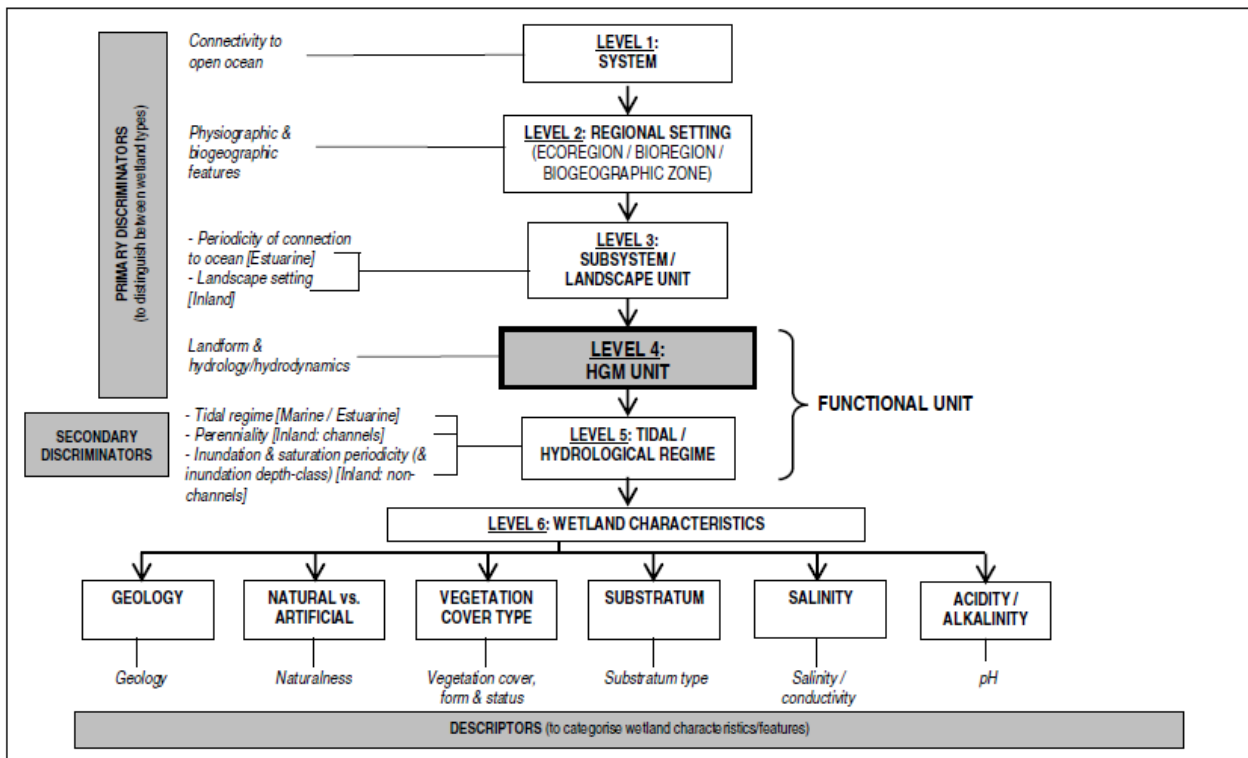 PRIMARY DISCRIMINATORS
(to distinguish between wetland types)
Connectivity to
open ocean
LEVEL 1:
SYSTEM
Physiographic &
biogeographic
features
LEVEL 2: REGIONAL SETTING
(ECOREGION / BIOREGION /
BIOGEOGRAPHIC ZONE)
- Periodicity of connection
to ocean [Estuarine]
- Landscape setting
[Inland]
LEVEL 3:
SUBSYSTEM /
LANDSCAPE UNIT
Landform &
hydrology/hydrodynamics
LEVEL 4:
HGM UNIT
FUNCTIONAL UNIT
SECONDARY
DISCRIMINATORS
- Tidal regime [Marine / Estuarine]
- Perenniality [Inland: channels]
- Inundation & saturation periodicity (&
inundation depth-class) [Inland: non-
channels]
LEVEL 5: TIDAL /
HYDROLOGICAL REGIME
LEVEL 6: WETLAND CHARACTERISTICS
GEOLOGY
NATURAL vs.
ARTIFICIAL
VEGETATION
COVER TYPE
SUBSTRATUM
SALINITY
ACIDITY /
ALKALINITY
Geology
Naturalness
Vegetation cover,
form & status
Substratum type
Salinity /
conductivity
pH
DESCRIPTORS (to categorise wetland characteristics/features)